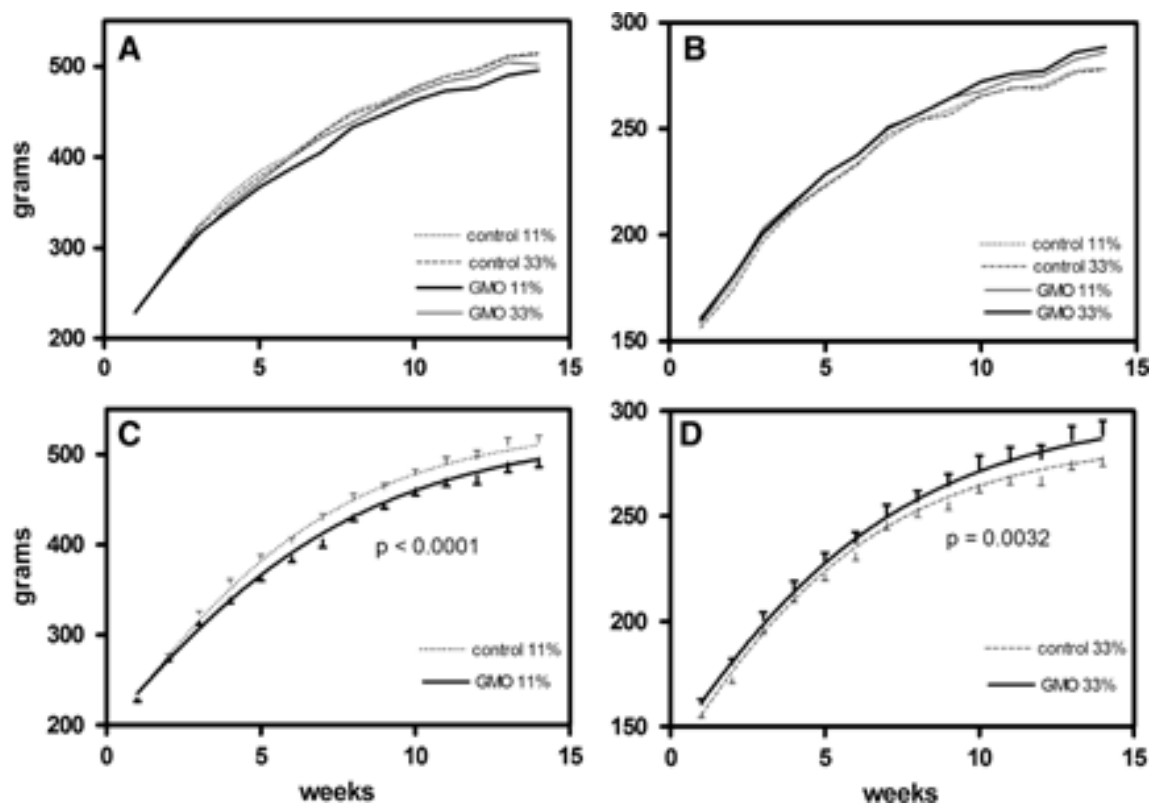 A
500
400
300
200
grams
control 11%
control 33%
GMO 11%
GMO 33%
0 5 10 15
B
300
250
200
150
control 11%
control 33%
GMO 11%
GMO 33%
0 5 10 15
C
500
400
300
200
grams
p < 0.0001
control 11%
GMO 11%
0 5 10 15
weeks
D
300
250
200
150
p = 0.0032
control 33%
GMO 33%
0 5 10 15
weeks